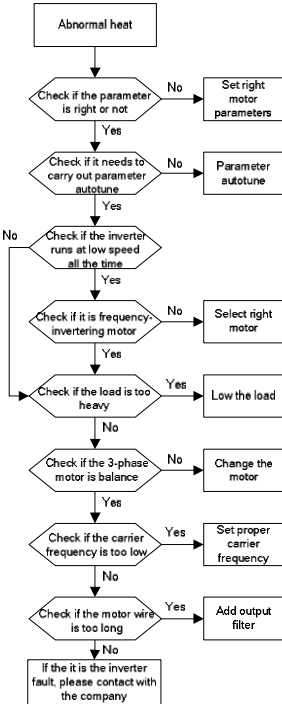 Abnormal heat
Check if the parameter
is right or not
No
Set right
motor
parameters
Yes
Check if it needs to
carry out parameter
autotune
No
Parameter
autotune
Yes
No
Check if the inverter
runs at low speed
all the time
Check if it is frequency-
invertering motor
No
Select right
motor
Yes
Check if the load is too
heavy
Yes
Low the load
No
Check if the 3-phase
motor is balance
No
Change the
motor
Yes
Check if the carrier
frequency is too low
Yes
Set proper
carrier
frequency
No
Check if the motor wire
is too long
Yes
Add output
filter
No
If the it is the inverter
fault, please contact with
the company